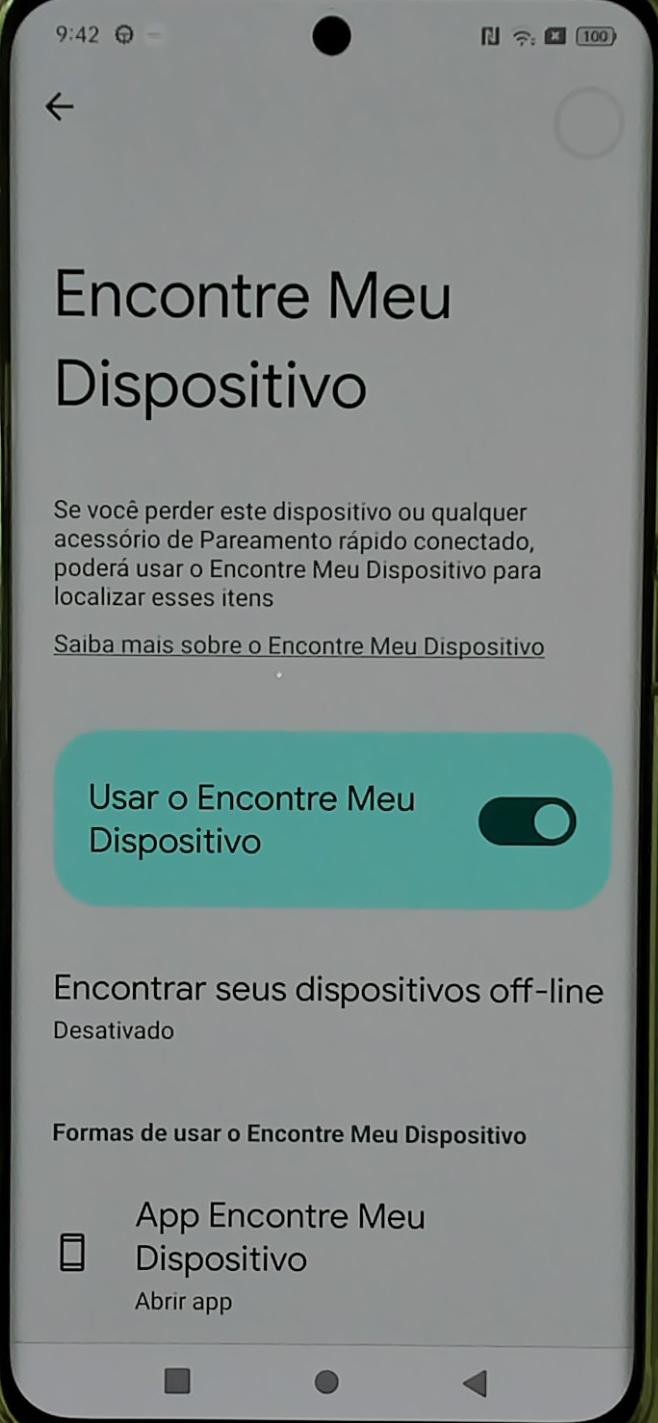 9:42
100
Encontre Meu
Dispositivo
Se você perder este dispositivo ou qualquer
acessório de Pareamento rápido conectado,
poderá usar o Encontre Meu Dispositivo para
localizar esses itens
Saiba mais sobre o Encontre Meu Dispositivo
Usar o Encontre Meu
Dispositivo
Encontrar seus dispositivos off-line
Desativado
Formas de usar o Encontre Meu Dispositivo
App Encontre Meu
Dispositivo
Abrir app